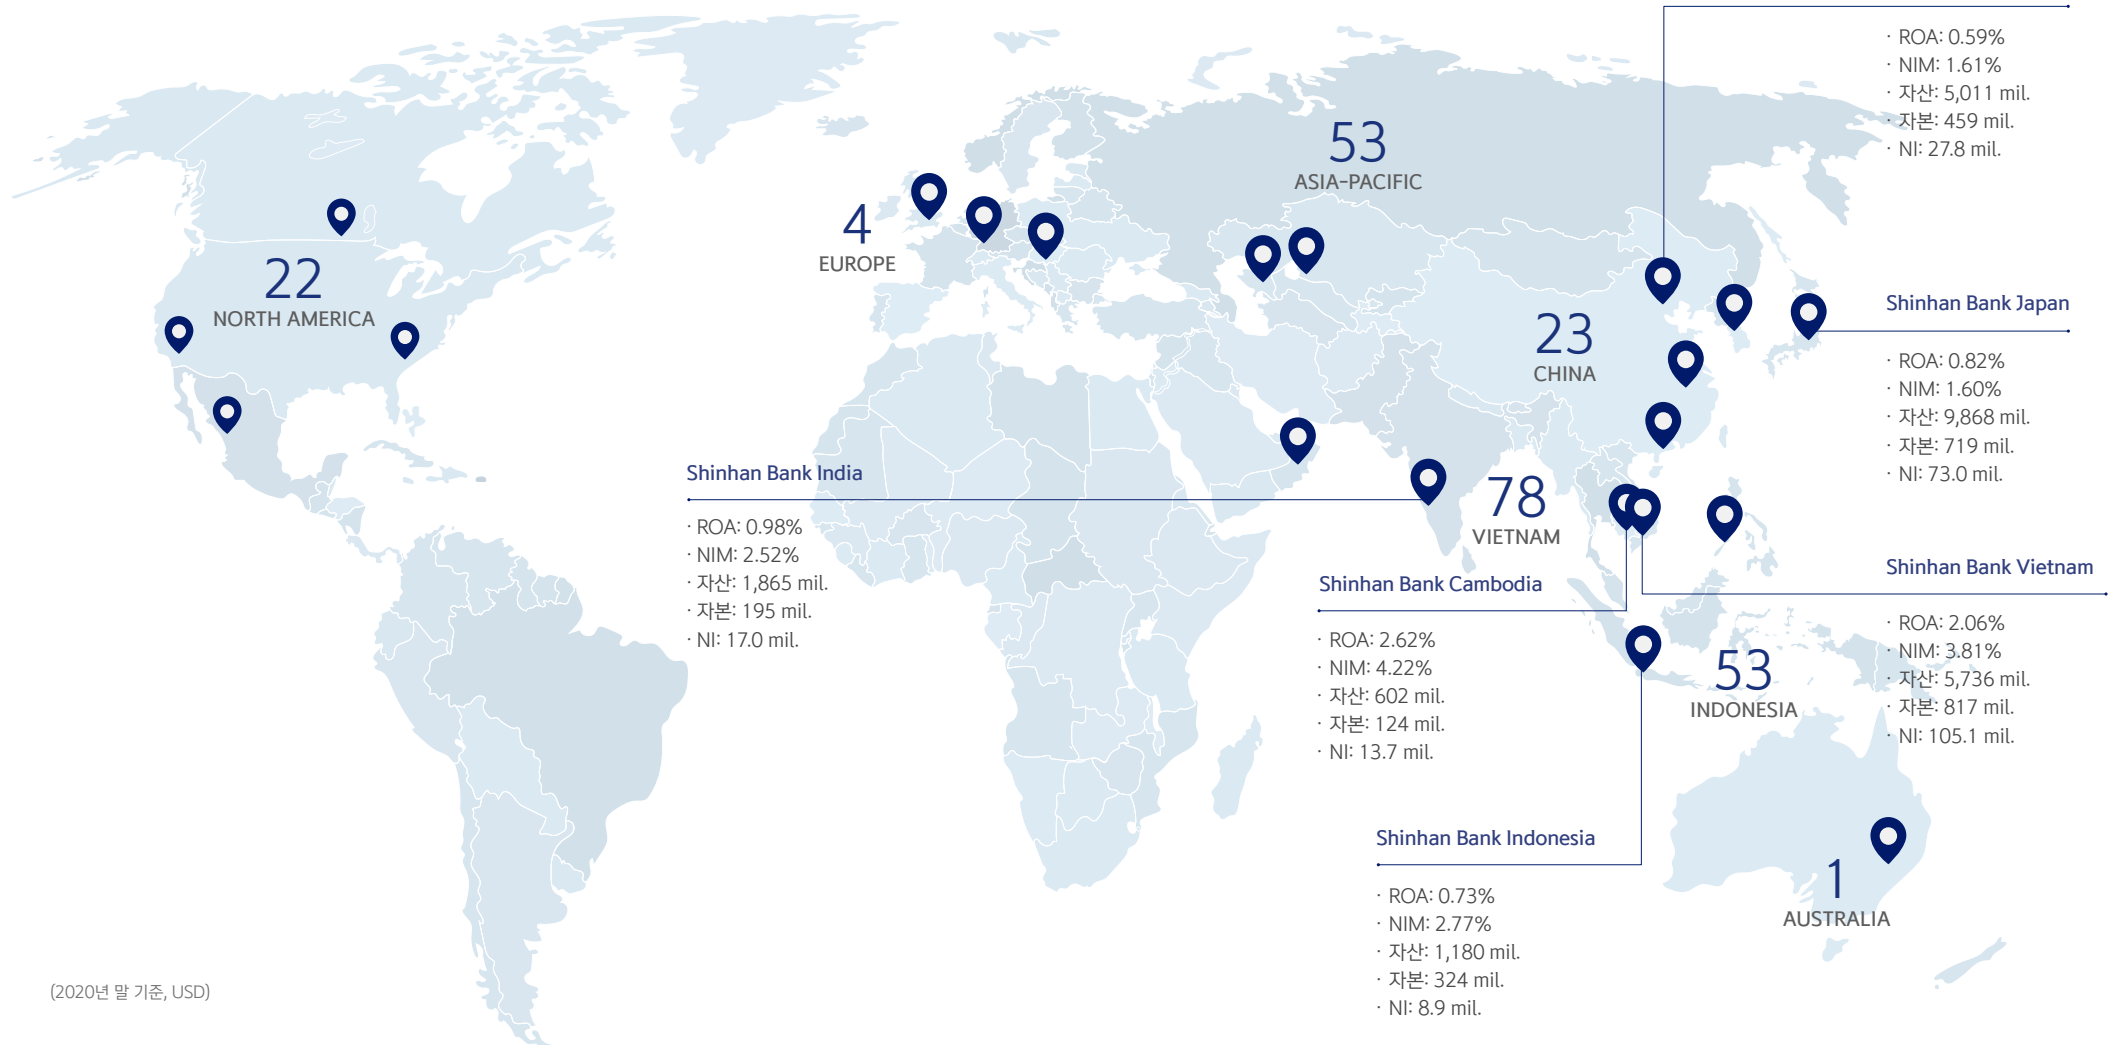 · ROA: 0.59%
· NIM: 1.61%
· 자산: 5,011 mil.
· 자본: 459 mil.
· NI: 27.8 mil.
53
ASIA-PACIFIC
4
EUROPE
22
NORTH AMERICA
23
CHINA
Shinhan Bank Japan
· ROA: 0.82%
· NIM: 1.60%
· 자산: 9,868 mil.
· 자본: 719 mil.
· NI: 73.0 mil.
Shinhan Bank India
· ROA: 0.98%
· NIM: 2.52%
· 자산: 1,865 mil.
· 자본: 195 mil.
· NI: 17.0 mil.
78
VIETNAM
Shinhan Bank Cambodia
· ROA: 2.62%
· NIM: 4.22%
· 자산: 602 mil.
· 자본: 124 mil.
· NI: 13.7 mil.
Shinhan Bank Vietnam
· ROA: 2.06%
· NIM: 3.81%
· 자산: 5,736 mil.
· 자본: 817 mil.
· NI: 105.1 mil.
53
INDONESIA
Shinhan Bank Indonesia
· ROA: 0.73%
· NIM: 2.77%
· 자산: 1,180 mil.
· 자본: 324 mil.
· NI: 8.9 mil.
1
AUSTRALIA
(2020년 말 기준, USD)